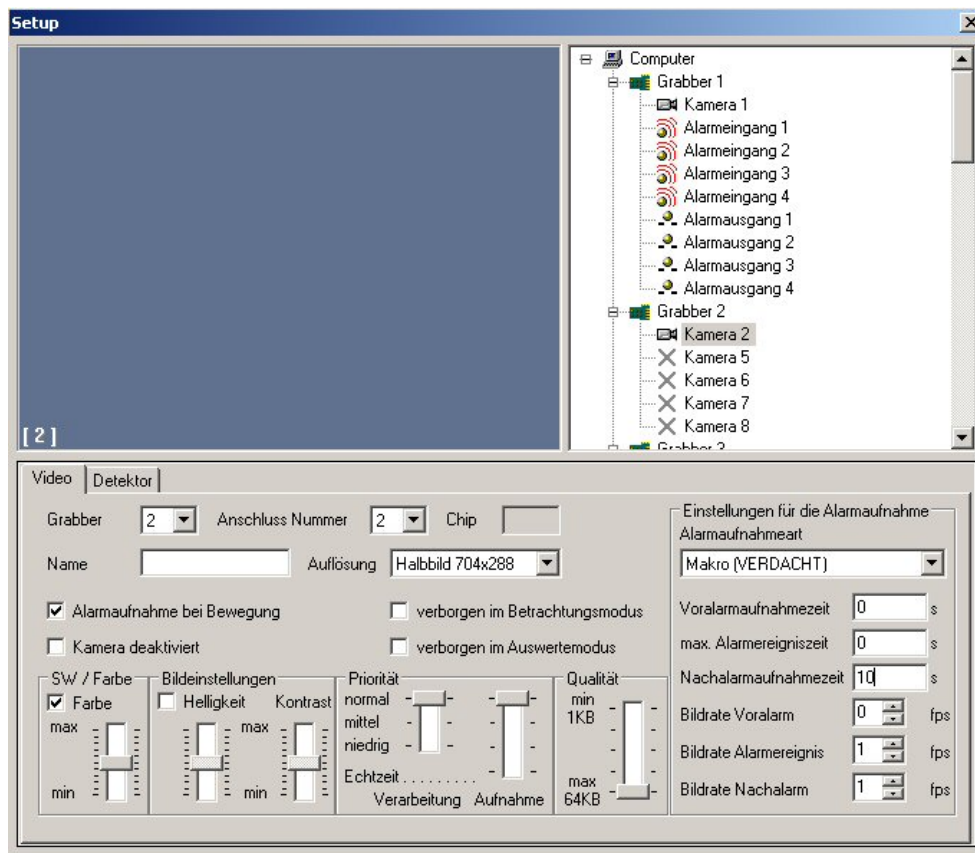 Setup
Computer
Grabber 1
Kamera 1
Alarmeingang 1
Alarmeingang 2
Alarmeingang 3
Alarmeingang 4
Alarmausgang 1
Alarmausgang 2
Alarmausgang 3
Alarmausgang 4
Grabber 2
Kamera 2
Kamera 5
Kamera 6
Kamera 7
Kamera 8
Grabber 3
[ 2 ]
Video Detektor
Grabber 2 Anschluss Nummer 2 Chip
Name Auflösung Halbbild 704x288
Alarmaufnahme bei Bewegung verborgen im Betrachtungsmodus
Kamera deaktiviert verborgen im Auswertemodus
SW / Farbe
Farbe
max
min
Bildeinstellungen
Helligkeit Kontrast
max
min
Priorität
normal
mittel
niedrig
Echtzeit . . . . . . . . .
Verarbeitung Aufnahme
Qualität
min
1KB
max
64KB
Einstellungen für die Alarmaufnahme
Alarmaufnahmeart
Makro (VERDACHT)
Voralarmaufnahmezeit 0 s
max. Alarmereigniszeit 0 s
Nachalarmaufnahmezeit 10 s
Bildrate Voralarm 0 fps
Bildrate Alarmereignis 1 fps
Bildrate Nachalarm 1 fps